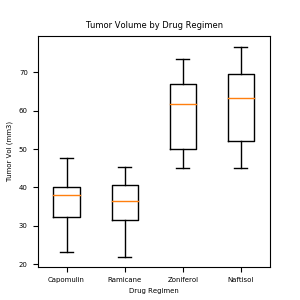 Tumor Volume by Drug Regimen
70
60
50
40
30
20
Tumor Vol (mm3)
Capomulin Ramicane Zoniferol Naftisol
Drug Regimen